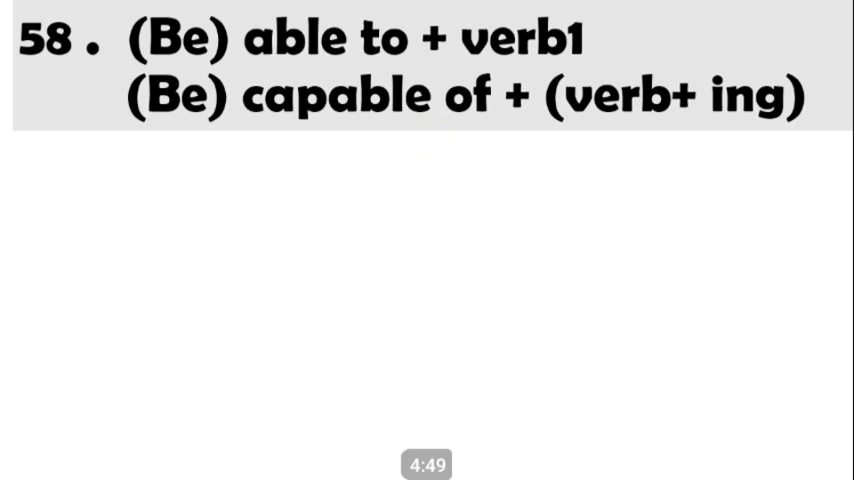 58 . (Be) able to + verb1
(Be) capable of + (verb+ ing)
4:49